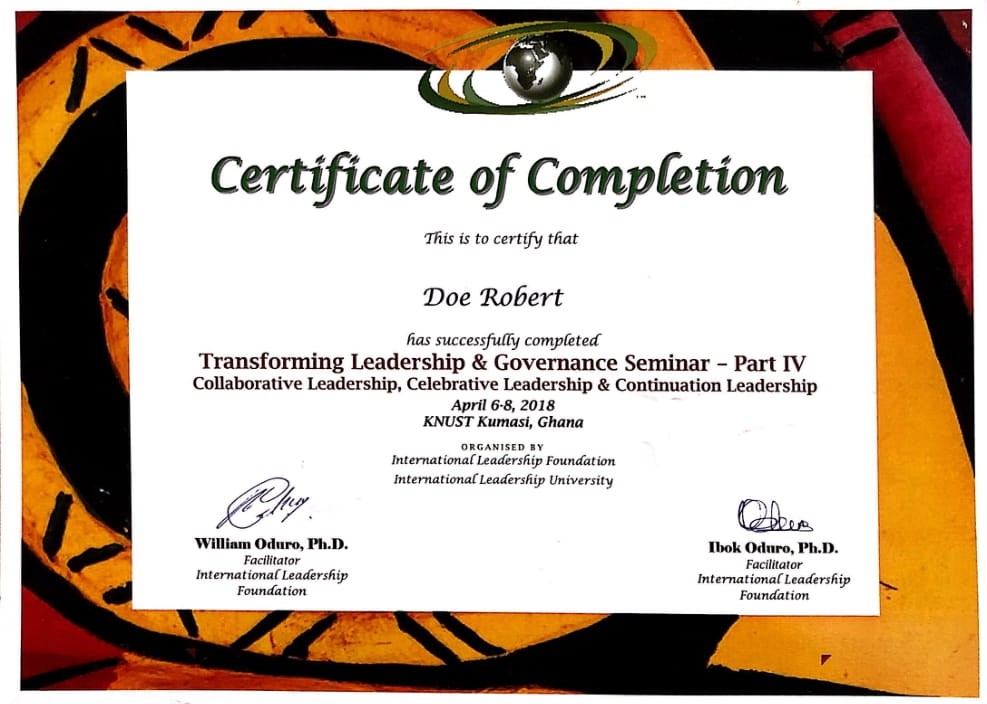 Certificate of Completion
This is to certify that
Doe Robert
has successfully completed
Transforming Leadership & Governance Seminar – Part IV
Collaborative Leadership, Celebrative Leadership & Continuation Leadership
April 6-8, 2018
KNUST Kumasi, Ghana
ORGANISED BY
International Leadership Foundation
International Leadership University
William Oduro, Ph.D.
Facilitator
International Leadership
Foundation
Ibok Oduro, Ph.D.
Facilitator
International Leadership
Foundation